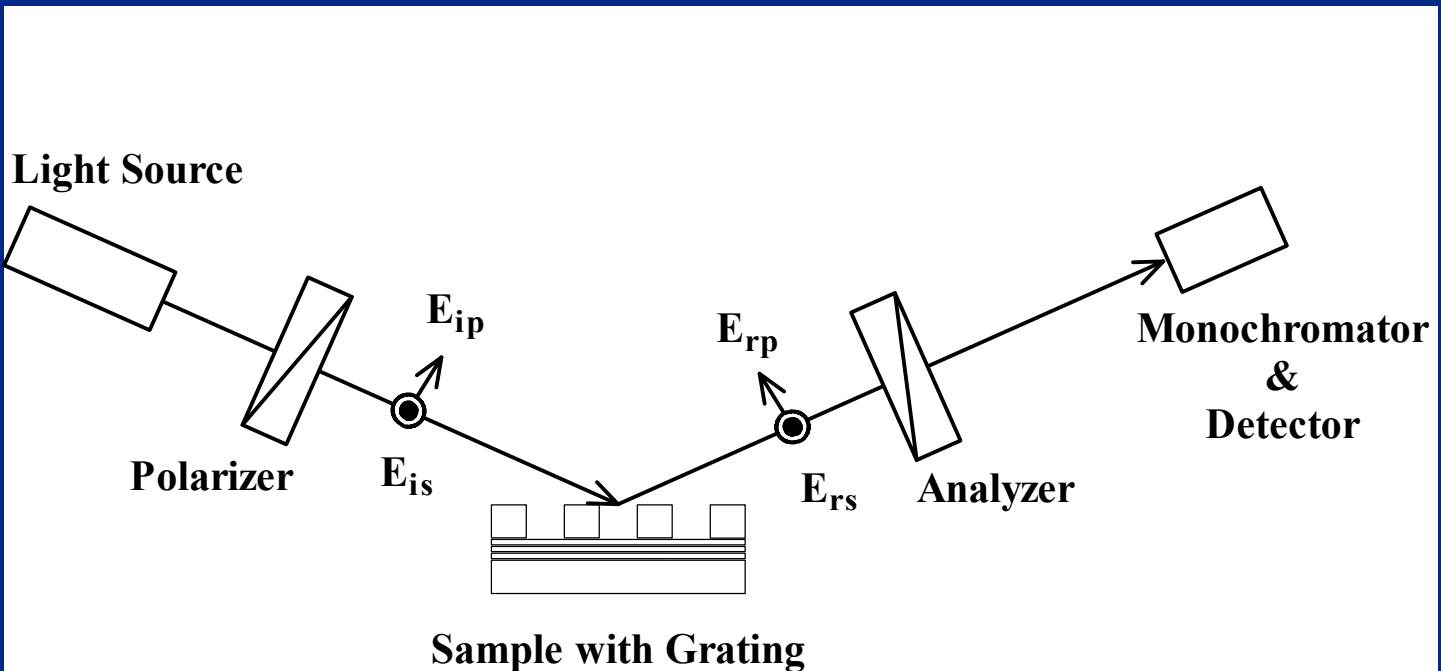 Light Source
E_ip
E_rp
Monochromator
&
Detector
Polarizer
E_is
E_rs
Analyzer
Sample with Grating